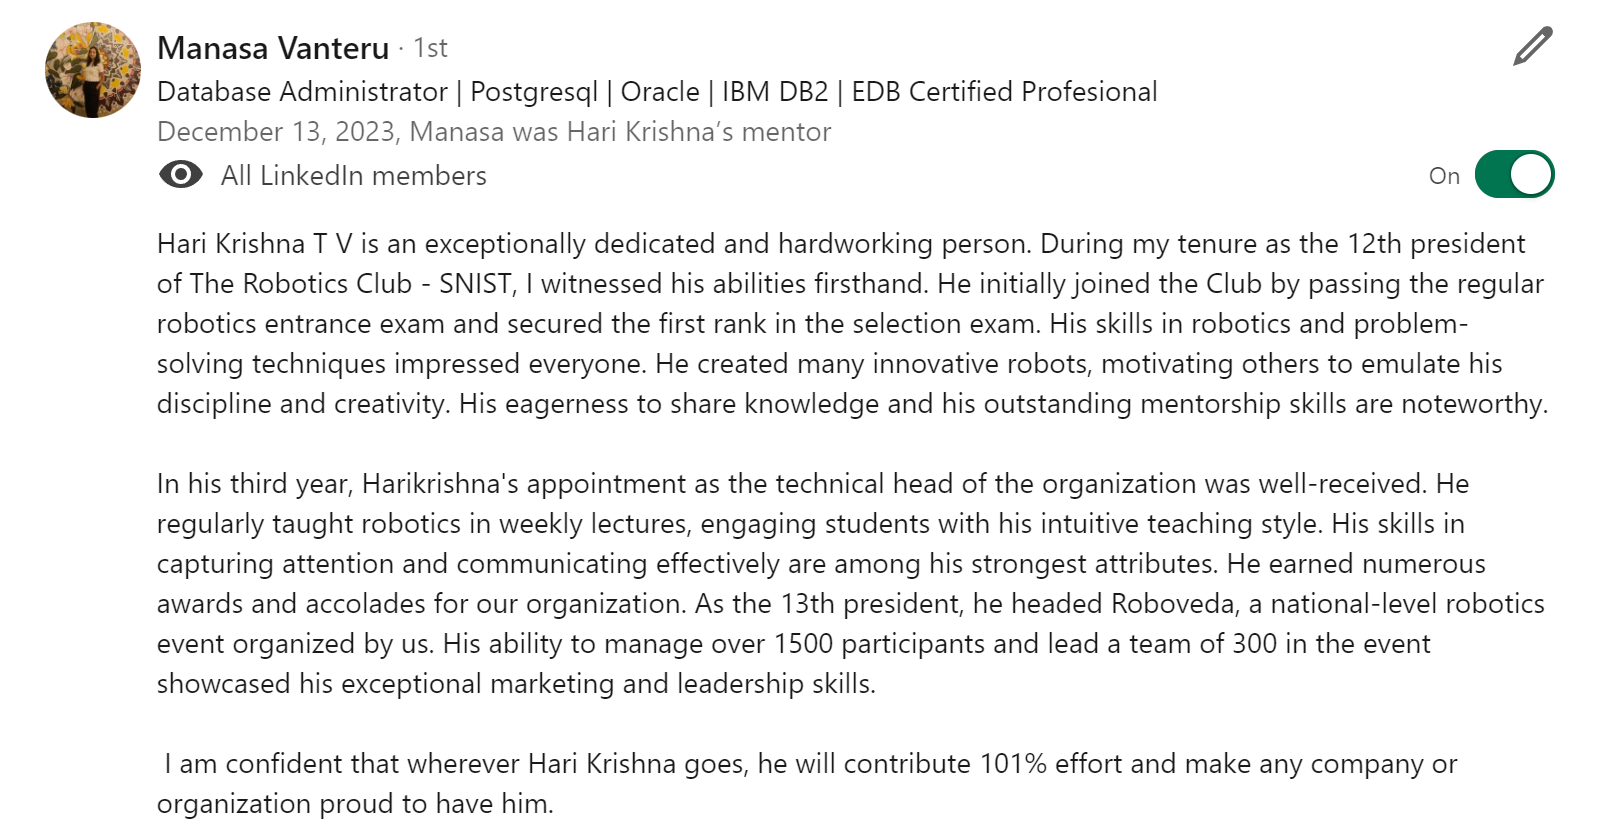 Manasa Vanteru · 1st
Database Administrator | Postgresql | Oracle | IBM DB2 | EDB Certified Profesional
December 13, 2023, Manasa was Hari Krishna’s mentor
All LinkedIn members
On
Hari Krishna T V is an exceptionally dedicated and hardworking person. During my tenure as the 12th president
of The Robotics Club - SNIST, I witnessed his abilities firsthand. He initially joined the Club by passing the regular
robotics entrance exam and secured the first rank in the selection exam. His skills in robotics and problem-
solving techniques impressed everyone. He created many innovative robots, motivating others to emulate his
discipline and creativity. His eagerness to share knowledge and his outstanding mentorship skills are noteworthy.
In his third year, Harikrishna's appointment as the technical head of the organization was well-received. He
regularly taught robotics in weekly lectures, engaging students with his intuitive teaching style. His skills in
capturing attention and communicating effectively are among his strongest attributes. He earned numerous
awards and accolades for our organization. As the 13th president, he headed Roboveda, a national-level robotics
event organized by us. His ability to manage over 1500 participants and lead a team of 300 in the event
showcased his exceptional marketing and leadership skills.
I am confident that wherever Hari Krishna goes, he will contribute 101% effort and make any company or
organization proud to have him.